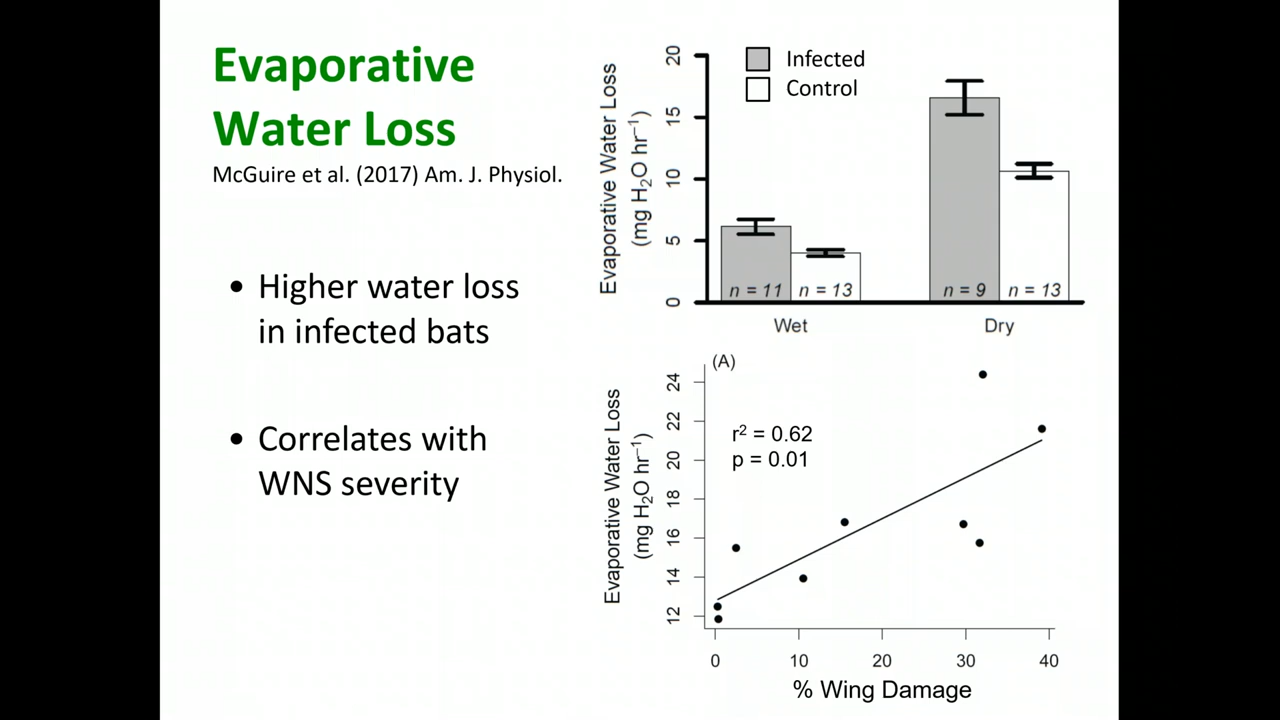 Evaporative
Water Loss
McGuire et al. (2017) Am. J. Physiol.
• Higher water loss
in infected bats
• Correlates with
WNS severity
Infected
Control
Evaporative Water Loss
(mg H₂O hr⁻¹)
20
15
10
5
0
n = 11
n = 13
n = 9
n = 13
Wet
Dry
(A)
r² = 0.62
p = 0.01
Evaporative Water Loss
(mg H₂O hr⁻¹)
24
22
20
18
16
14
12
0 10 20 30 40
% Wing Damage